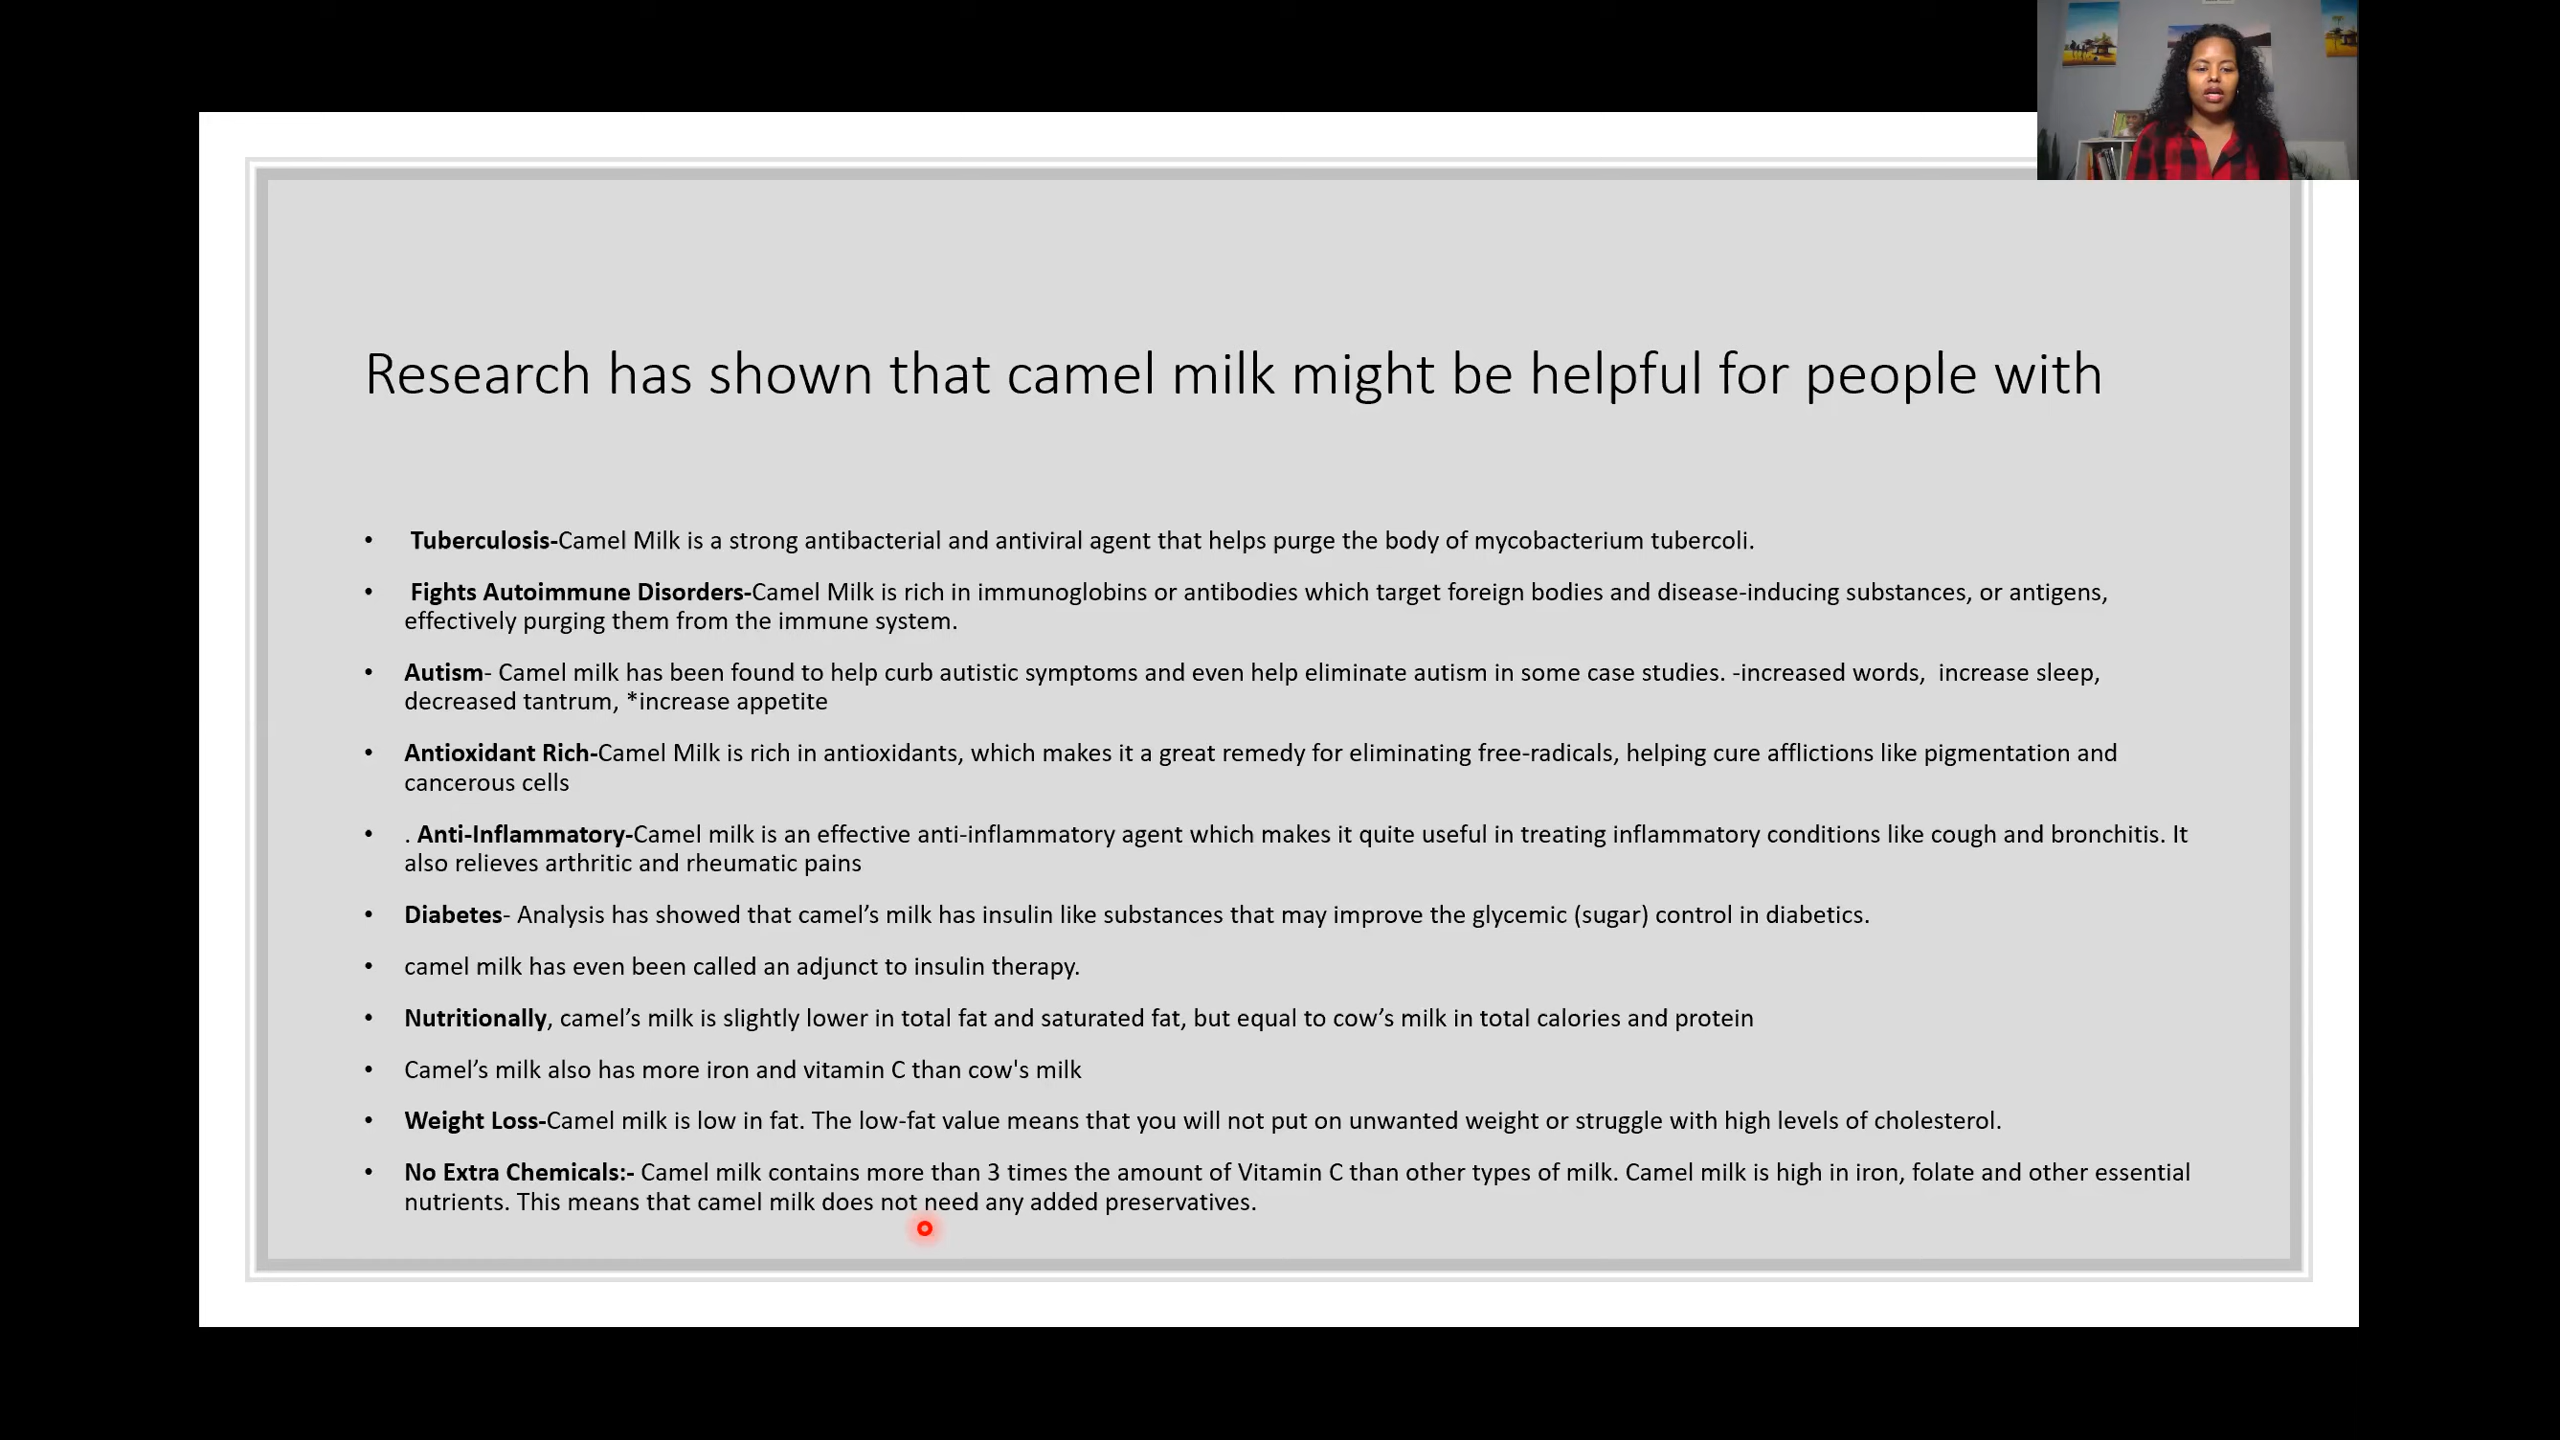 Research has shown that camel milk might be helpful for people with
• Tuberculosis-Camel Milk is a strong antibacterial and antiviral agent that helps purge the body of mycobacterium tubercoli.
• Fights Autoimmune Disorders-Camel Milk is rich in immunoglobins or antibodies which target foreign bodies and disease-inducing substances, or antigens,
effectively purging them from the immune system.
• Autism- Camel milk has been found to help curb autistic symptoms and even help eliminate autism in some case studies. -increased words,  increase sleep,
decreased tantrum, *increase appetite
• Antioxidant Rich-Camel Milk is rich in antioxidants, which makes it a great remedy for eliminating free-radicals, helping cure afflictions like pigmentation and
cancerous cells
• . Anti-Inflammatory-Camel milk is an effective anti-inflammatory agent which makes it quite useful in treating inflammatory conditions like cough and bronchitis. It
also relieves arthritic and rheumatic pains
• Diabetes- Analysis has showed that camel’s milk has insulin like substances that may improve the glycemic (sugar) control in diabetics.
• camel milk has even been called an adjunct to insulin therapy.
• Nutritionally, camel’s milk is slightly lower in total fat and saturated fat, but equal to cow’s milk in total calories and protein
• Camel’s milk also has more iron and vitamin C than cow's milk
• Weight Loss-Camel milk is low in fat. The low-fat value means that you will not put on unwanted weight or struggle with high levels of cholesterol.
• No Extra Chemicals:- Camel milk contains more than 3 times the amount of Vitamin C than other types of milk. Camel milk is high in iron, folate and other essential
nutrients. This means that camel milk does not need any added preservatives.